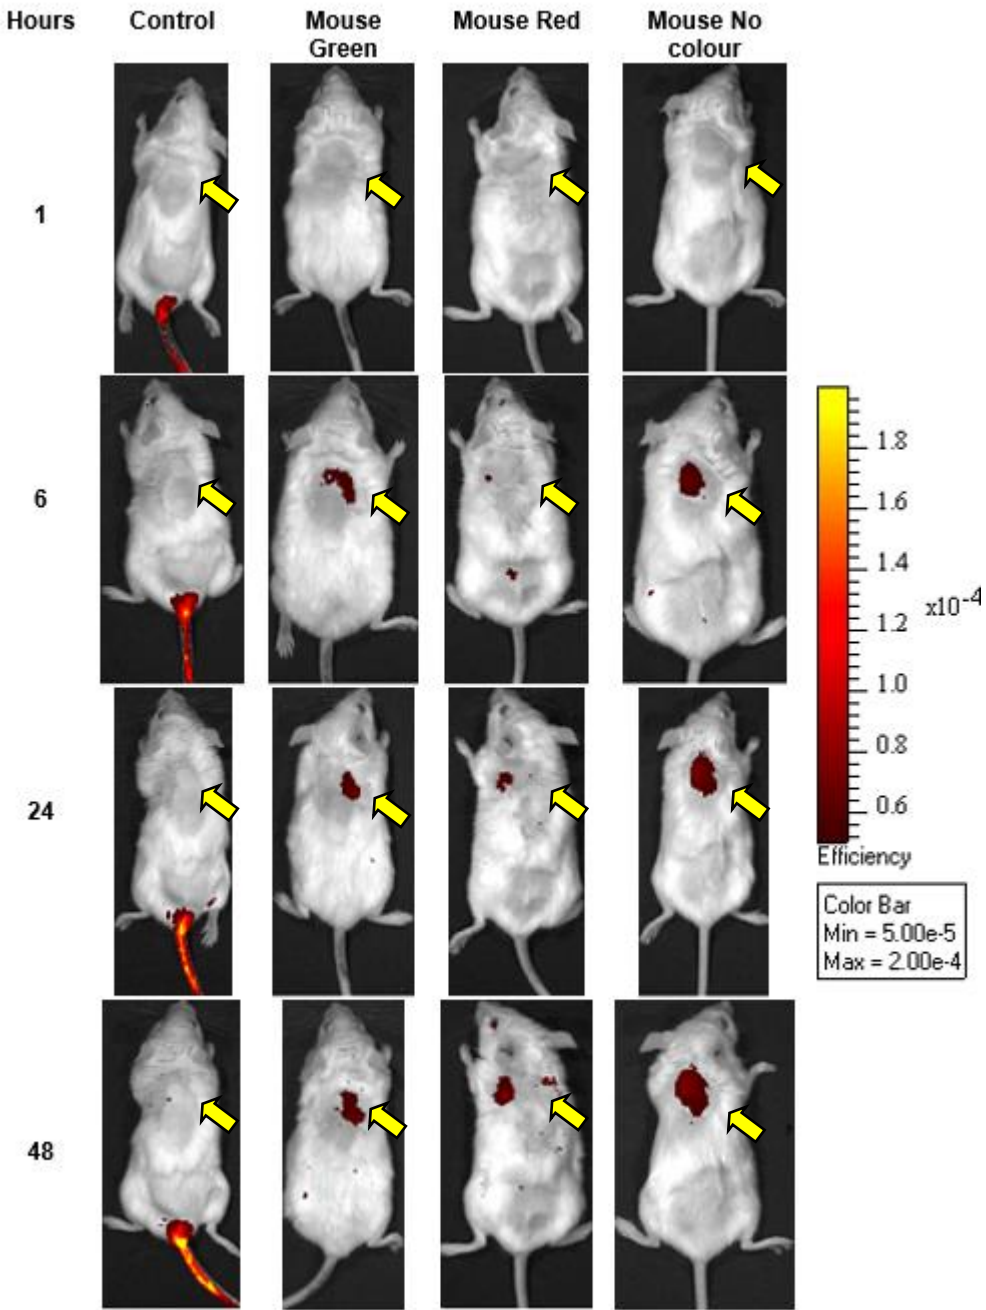 Hours Control Mouse Green Mouse Red Mouse No colour
1
6
24
48
1.8
1.6
1.4
1.2
1.0
0.8
0.6
x10-4
Efficiency
Color Bar
Min = 5.00e-5
Max = 2.00e-4